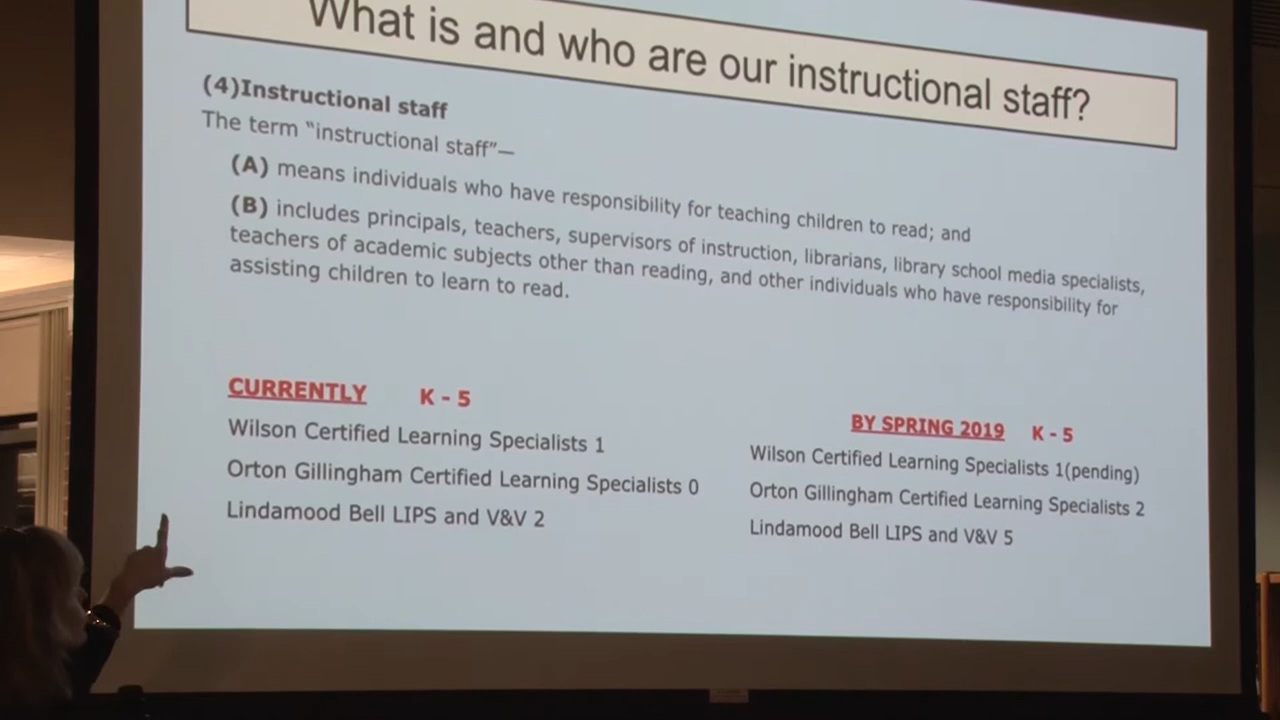 What is and who are our instructional staff?
(4)Instructional staff
The term "instructional staff"—
(A) means individuals who have responsibility for teaching children to read; and
(B) includes principals, teachers, supervisors of instruction, librarians, library school media specialists,
teachers of academic subjects other than reading, and other individuals who have responsibility for
assisting children to learn to read.
CURRENTLY K - 5
Wilson Certified Learning Specialists 1
Orton Gillingham Certified Learning Specialists 0
Lindamood Bell LIPS and V&V 2
BY SPRING 2019 K - 5
Wilson Certified Learning Specialists 1(pending)
Orton Gillingham Certified Learning Specialists 2
Lindamood Bell LIPS and V&V 5